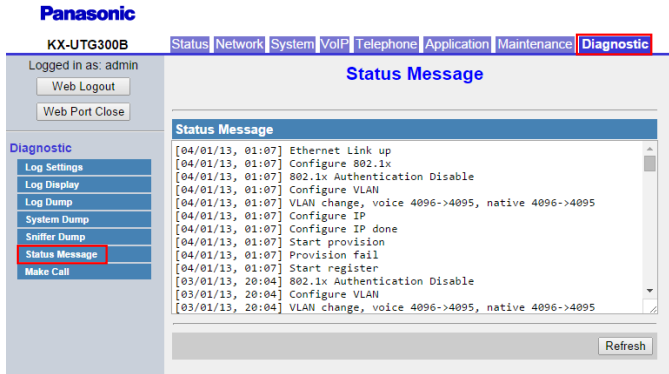 Panasonic
KX-UTG300B
Status Network System VoIP Telephone Application Maintenance Diagnostic
Logged in as: admin
Web Logout
Web Port Close
Status Message
Diagnostic
Log Settings
Log Display
Log Dump
System Dump
Sniffer Dump
Status Message
Make Call
Status Message
[04/01/13, 01:07] Ethernet Link up
[04/01/13, 01:07] Configure 802.1x
[04/01/13, 01:07] 802.1x Authentication Disable
[04/01/13, 01:07] Configure VLAN
[04/01/13, 01:07] VLAN change, voice 4096->4095, native 4096->4095
[04/01/13, 01:07] Configure IP
[04/01/13, 01:07] Configure IP done
[04/01/13, 01:07] Start provision
[04/01/13, 01:07] Provision fail
[04/01/13, 01:07] Start register
[03/01/13, 20:04] 802.1x Authentication Disable
[03/01/13, 20:04] Configure VLAN
[03/01/13, 20:04] VLAN change, voice 4096->4095, native 4096->4095
Refresh